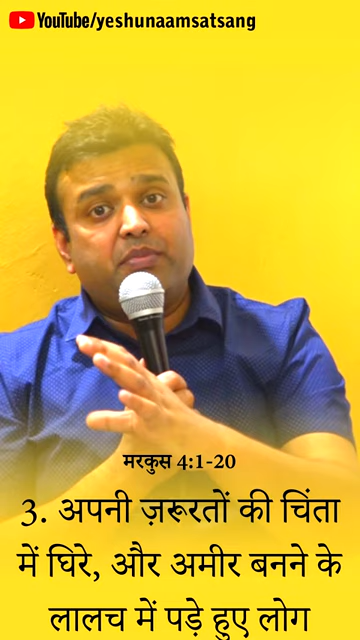 YouTube/yeshunaamsatsang
मरकुस 4:1-20
3. अपनी ज़रूरतों की चिंता
में घिरे, और अमीर बनने के
लालच में पड़े हुए लोग